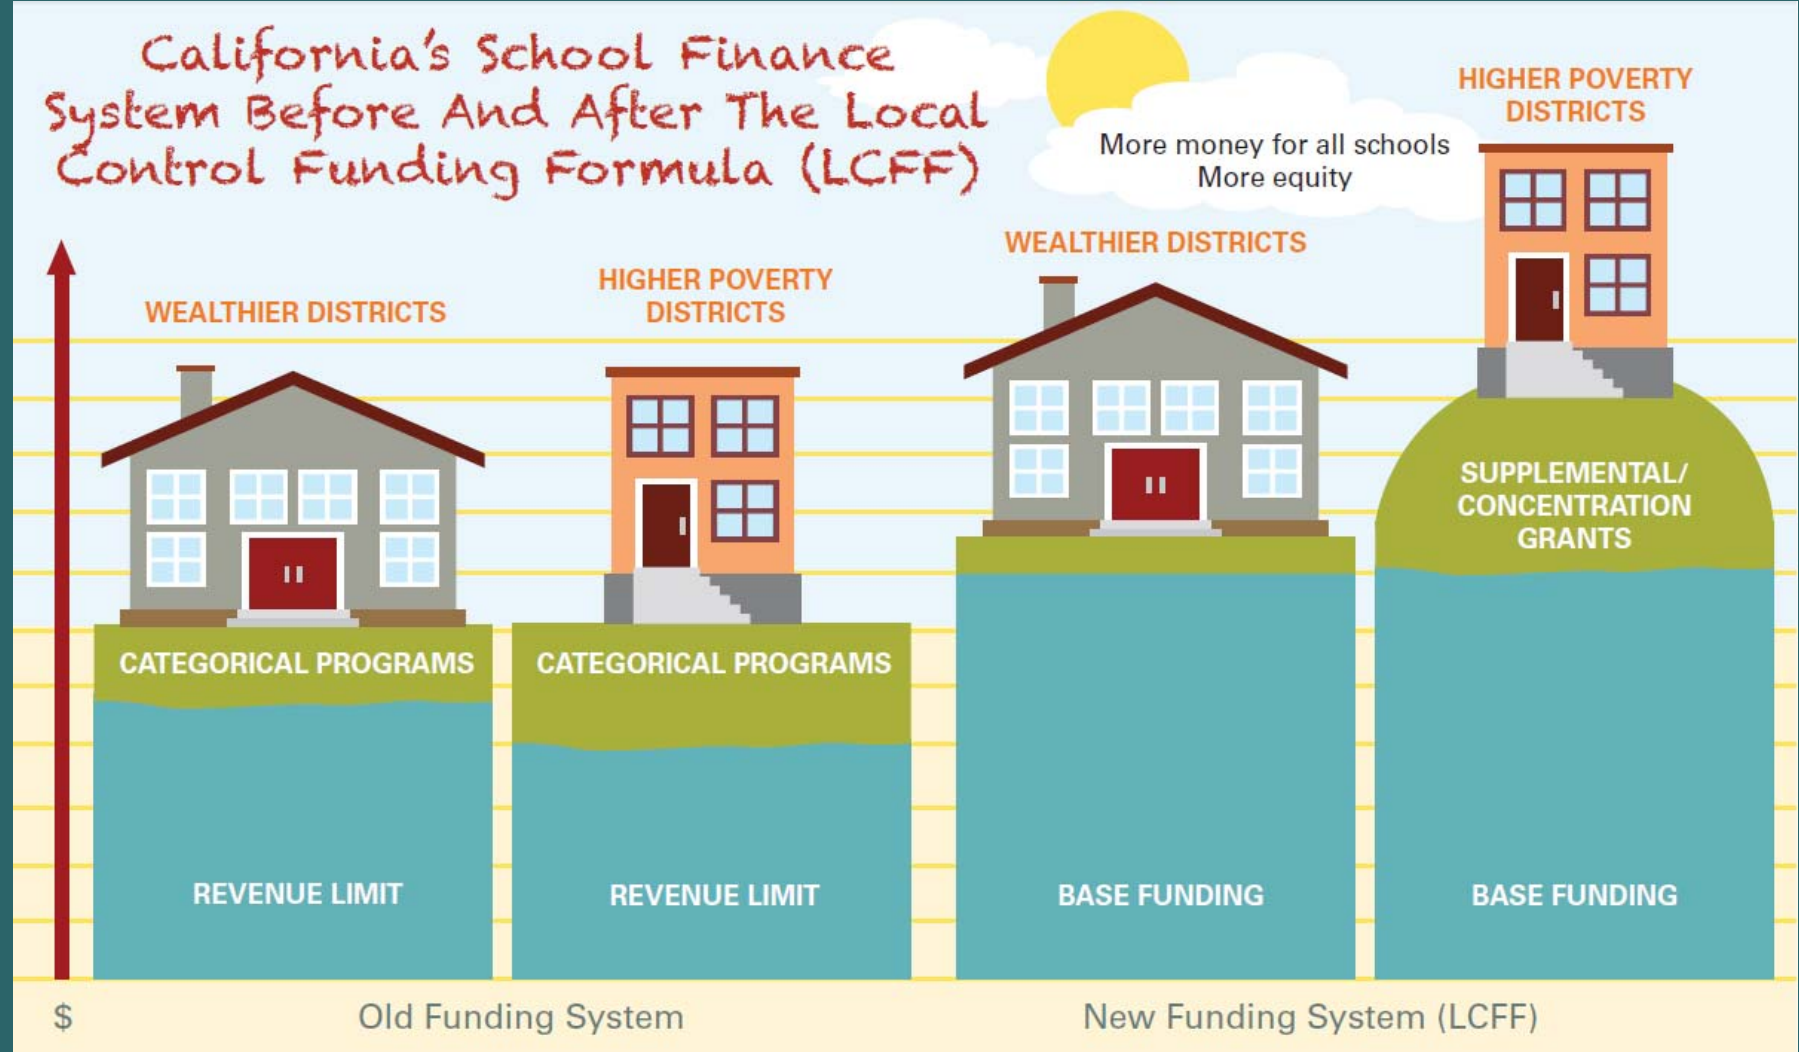 California's School Finance
System Before And After The Local
Control Funding Formula (LCFF)
More money for all schools
More equity
WEALTHIER DISTRICTS
HIGHER POVERTY
DISTRICTS
WEALTHIER DISTRICTS
HIGHER POVERTY
DISTRICTS
CATEGORICAL PROGRAMS
CATEGORICAL PROGRAMS
SUPPLEMENTAL/
CONCENTRATION
GRANTS
REVENUE LIMIT
REVENUE LIMIT
BASE FUNDING
BASE FUNDING
$
Old Funding System
New Funding System (LCFF)